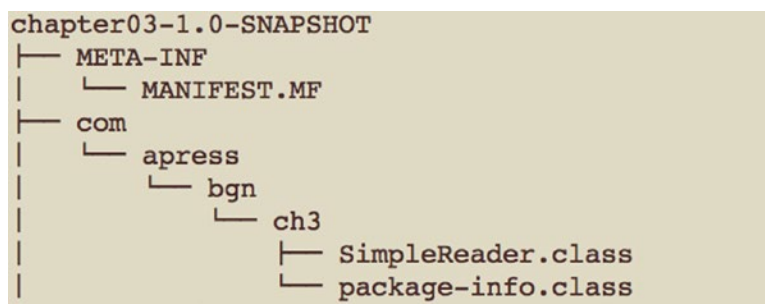 chapter03-1.0-SNAPSHOT
├── META-INF
│   └── MANIFEST.MF
├── com
│   └── apress
│       └── bgn
│           └── ch3
│               ├── SimpleReader.class
│               └── package-info.class